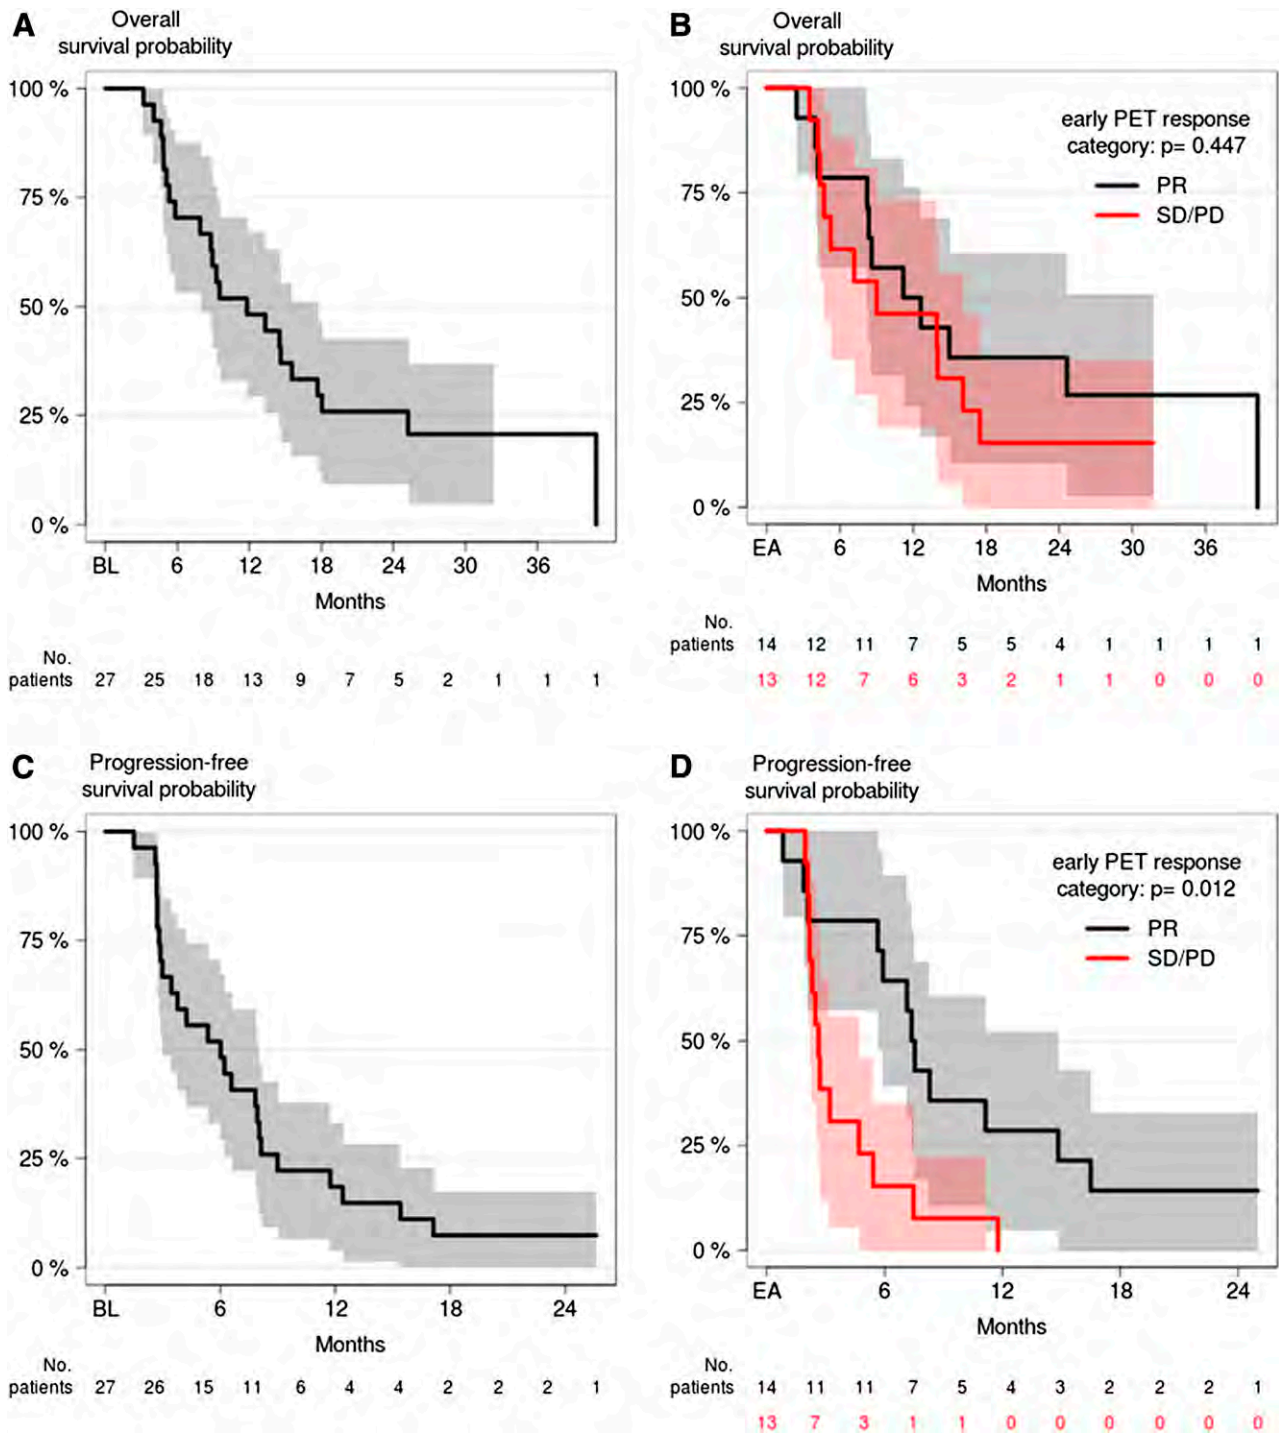 A
Overall
survival probability
100 %
75 %
50 %
25 %
0 %
BL 6 12 18 24 30 36
Months
No.
patients 27 25 18 13 9 7 5 2 1 1 1
B
Overall
survival probability
100 %
75 %
50 %
25 %
0 %
early PET response
category: p= 0.447
PR
SD/PD
EA 6 12 18 24 30 36
Months
No.
patients 14 12 11 7 5 5 4 1 1 1 1
13 12 7 6 3 2 1 1 0 0 0
C
Progression-free
survival probability
100 %
75 %
50 %
25 %
0 %
BL 6 12 18 24
Months
No.
patients 27 26 15 11 6 4 4 2 2 2 1
D
Progression-free
survival probability
100 %
75 %
50 %
25 %
0 %
early PET response
category: p= 0.012
PR
SD/PD
EA 6 12 18 24
Months
No.
patients 14 11 11 7 5 4 3 2 2 2 1
13 7 3 1 1 0 0 0 0 0 0